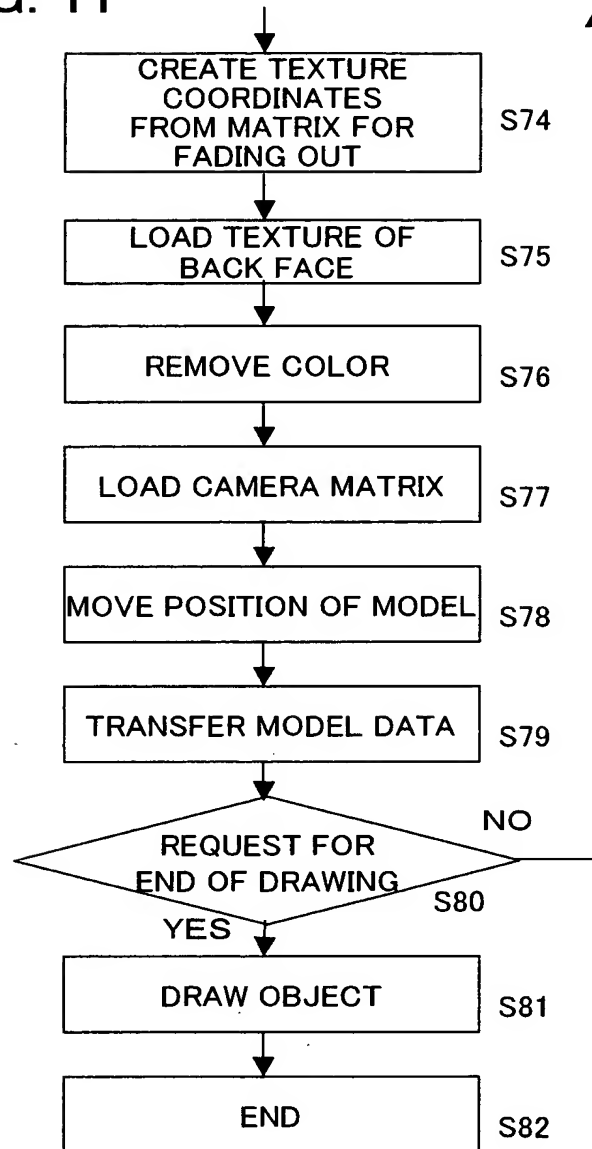 CREATE TEXTURE
COORDINATES
FROM MATRIX FOR
FADING OUT
S74
LOAD TEXTURE OF
BACK FACE
S75
REMOVE COLOR
S76
LOAD CAMERA MATRIX
S77
MOVE POSITION OF MODEL
S78
TRANSFER MODEL DATA
S79
REQUEST FOR
END OF DRAWING
S80
NO
YES
DRAW OBJECT
S81
END
S82